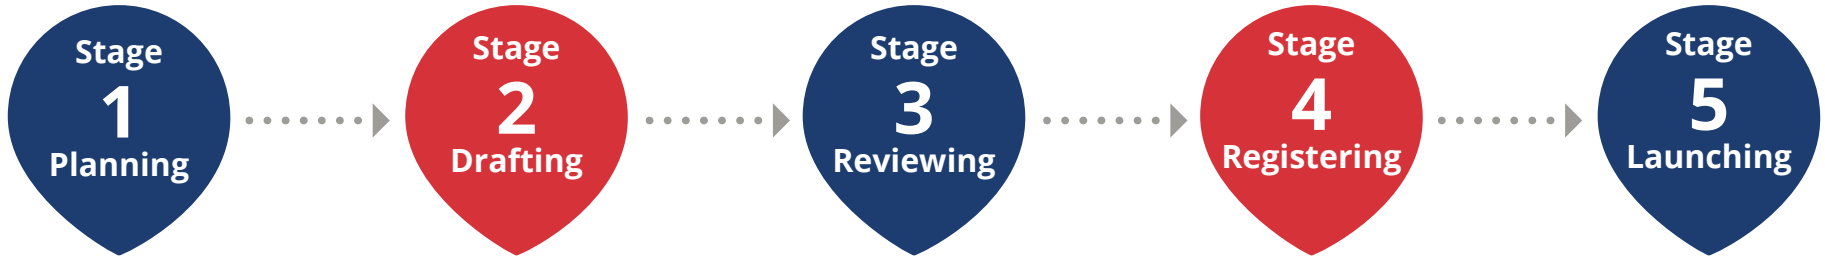 Stage
1
Planning
Stage
2
Drafting
Stage
3
Reviewing
Stage
4
Registering
Stage
5
Launching